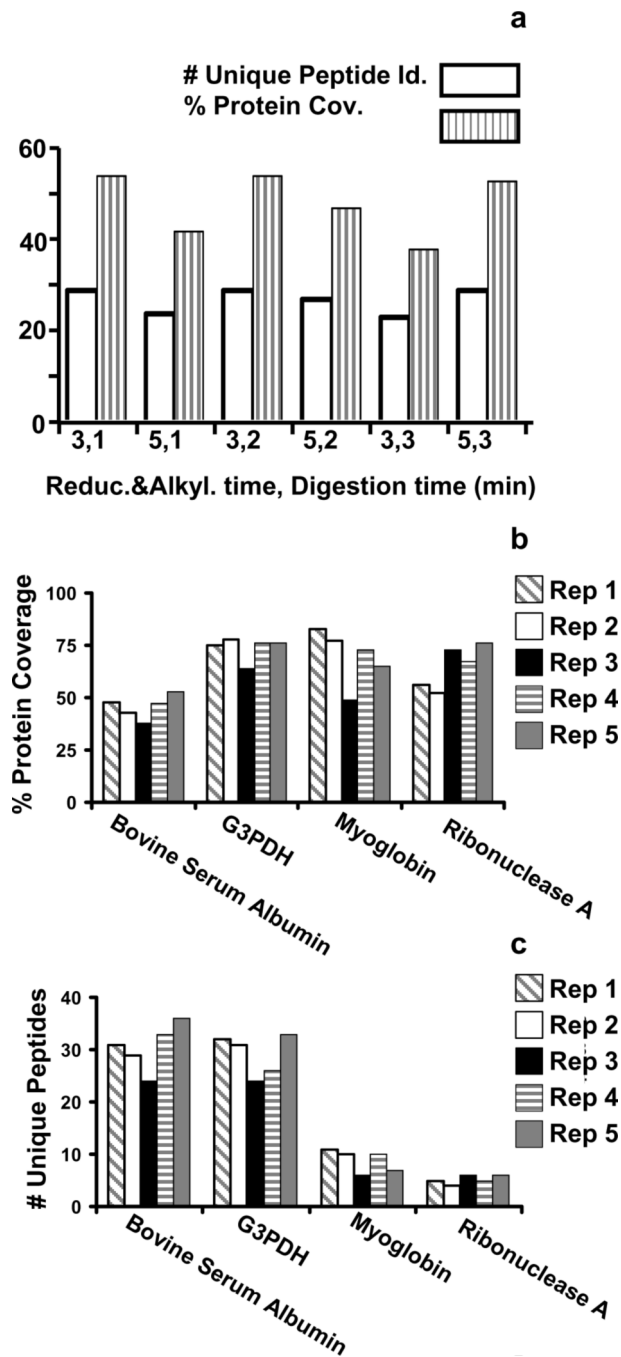 a
# Unique Peptide Id.
% Protein Cov.
60
40
20
0
3,1 5,1 3,2 5,2 3,3 5,3
Reduc.&Alkyl. time, Digestion time (min)
b
% Protein Coverage
100
75
50
25
0
Rep 1
Rep 2
Rep 3
Rep 4
Rep 5
Bovine Serum Albumin
G3PDH
Myoglobin
Ribonuclease A
c
# Unique Peptides
40
30
20
10
0
Rep 1
Rep 2
Rep 3
Rep 4
Rep 5
Bovine Serum Albumin
G3PDH
Myoglobin
Ribonuclease A